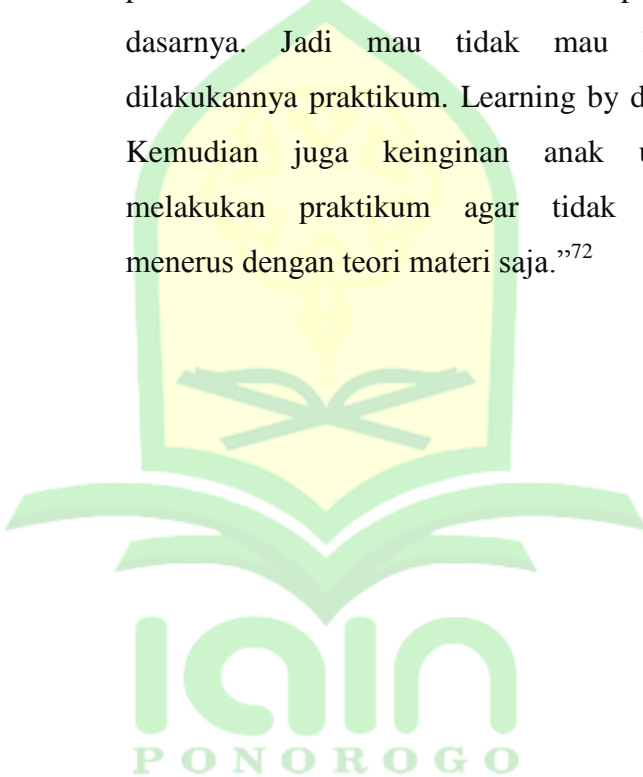 dasarnya. Jadi mau tidak mau
dilakukannya praktikum. Learning by
Kemudian juga keinginan anak
melakukan praktikum agar tidak
menerus dengan teori materi saja.”72
iain
PONOROGO